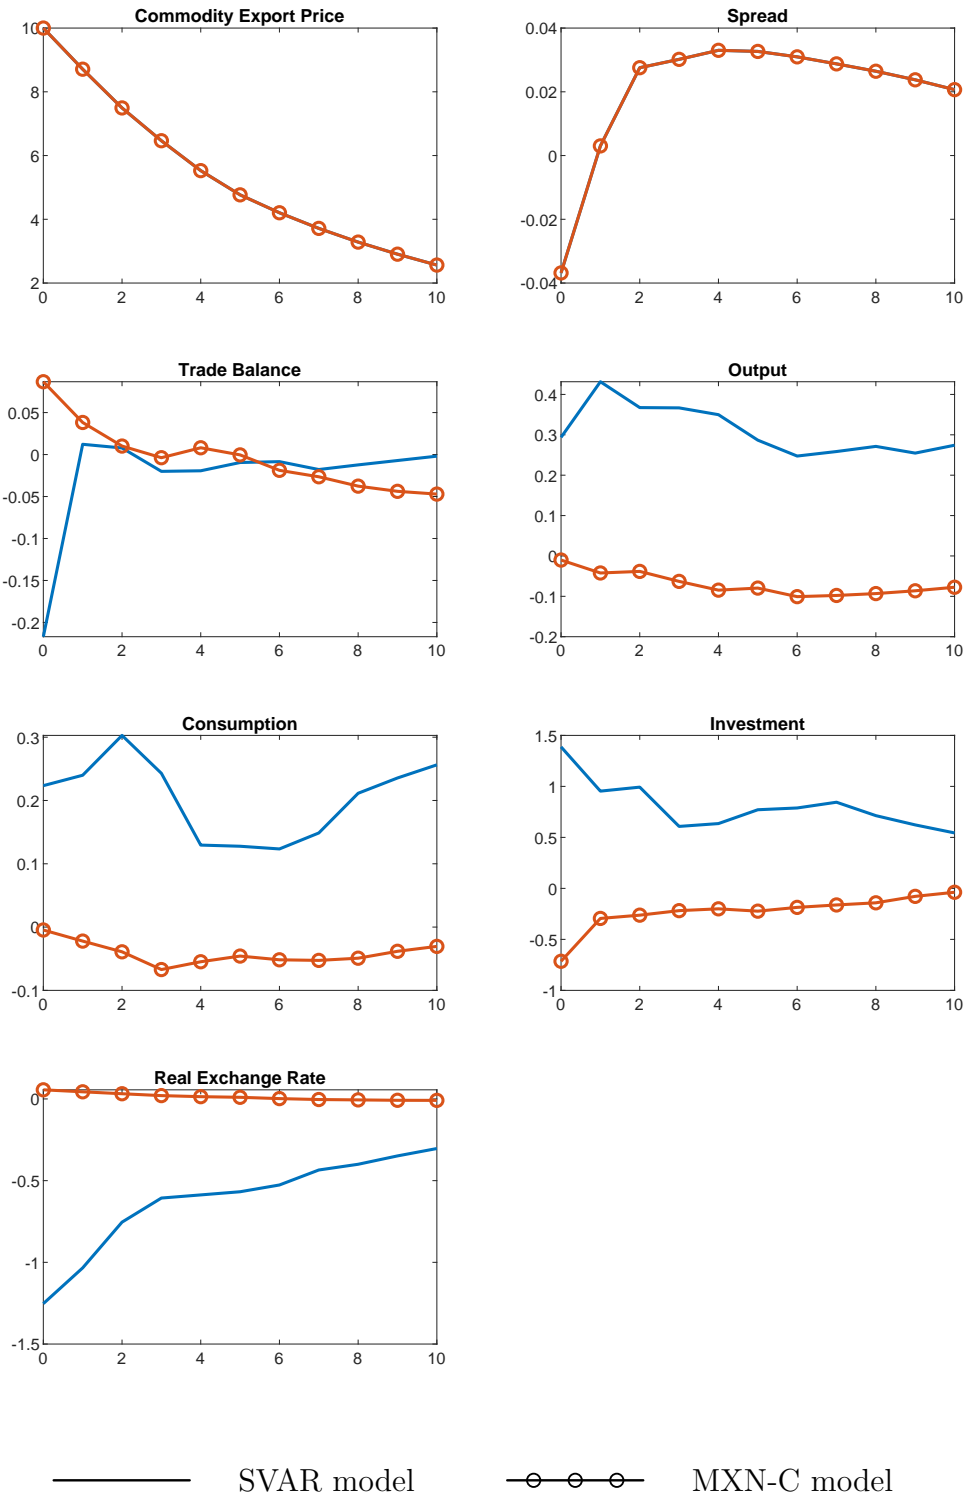 Commodity Export Price
10
8
6
4
2
0 2 4 6 8 10
Spread
0.04
0.02
0
-0.02
-0.04
0 2 4 6 8 10
Trade Balance
0.05
0
-0.05
-0.1
-0.15
-0.2
0 2 4 6 8 10
Output
0.4
0.3
0.2
0.1
0
-0.1
-0.2
0 2 4 6 8 10
Consumption
0.3
0.2
0.1
0
-0.1
0 2 4 6 8 10
Investment
1.5
1
0.5
0
-0.5
-1
0 2 4 6 8 10
Real Exchange Rate
0
-0.5
-1
-1.5
0 2 4 6 8 10
SVAR model MXN-C model